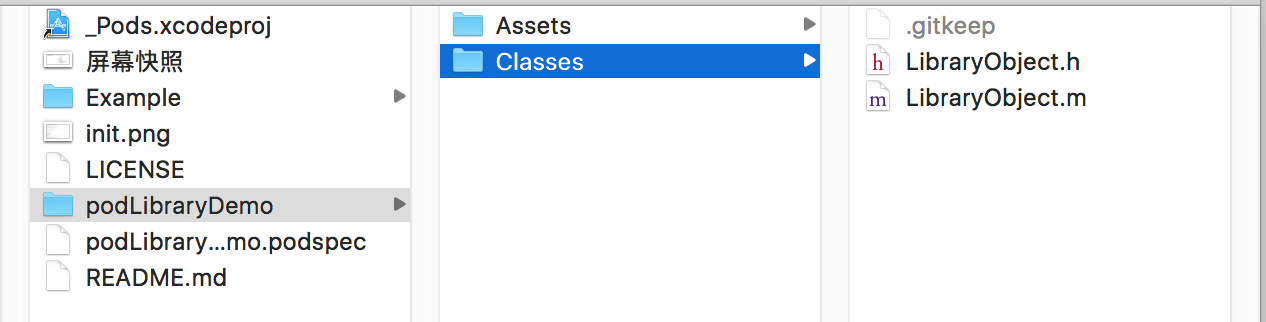 _Pods.xcodeproj
屏幕快照
Example
init.png
LICENSE
podLibraryDemo
podLibrary...mo.podspec
README.md
Assets
Classes
.gitkeep
h LibraryObject.h
m LibraryObject.m